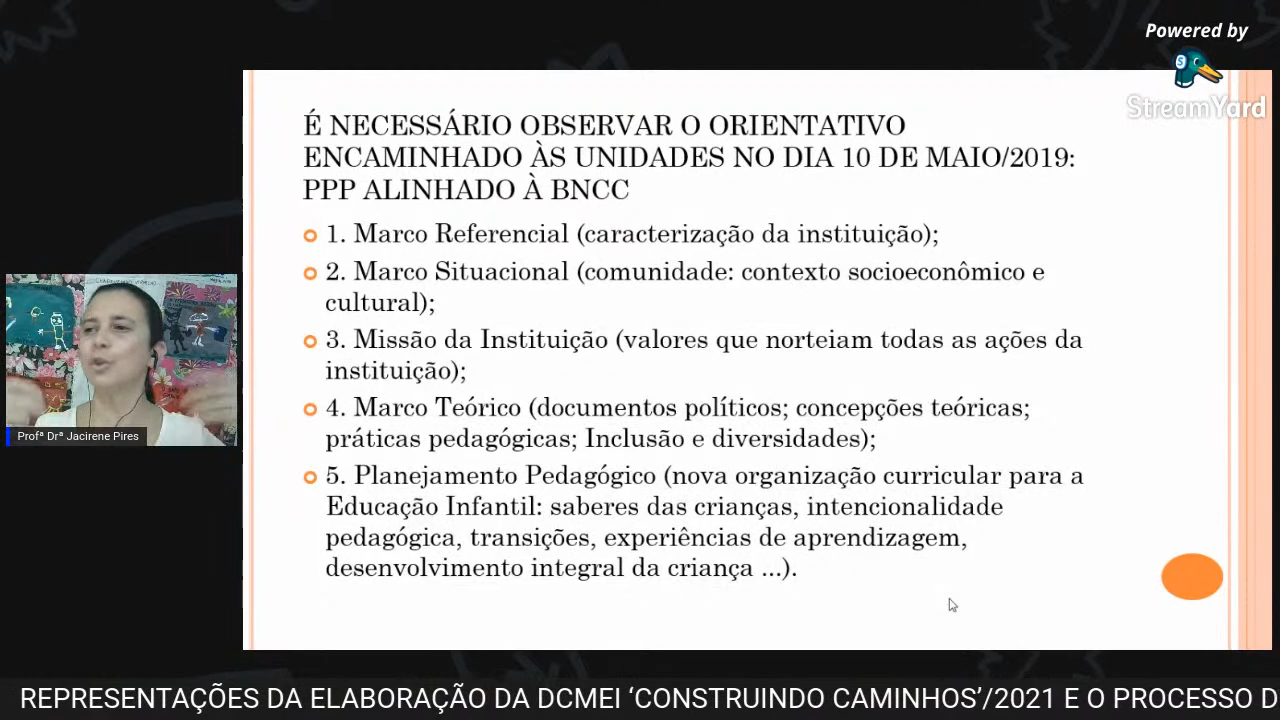 Powered by
StreamYard
É NECESSÁRIO OBSERVAR O ORIENTATIVO
ENCAMINHADO ÀS UNIDADES NO DIA 10 DE MAIO/2019:
PPP ALINHADO À BNCC
1. Marco Referencial (caracterização da instituição);
2. Marco Situacional (comunidade: contexto socioeconômico e
cultural);
3. Missão da Instituição (valores que norteiam todas as ações da
instituição);
4. Marco Teórico (documentos políticos; concepções teóricas;
práticas pedagógicas; Inclusão e diversidades);
5. Planejamento Pedagógico (nova organização curricular para a
Educação Infantil: saberes das crianças, intencionalidade
pedagógica, transições, experiências de aprendizagem,
desenvolvimento integral da criança ...).
Profª Drª Jacirene Pires
REPRESENTAÇÕES DA ELABORAÇÃO DA DCMEI ‘CONSTRUINDO CAMINHOS’/2021 E O PROCESSO D